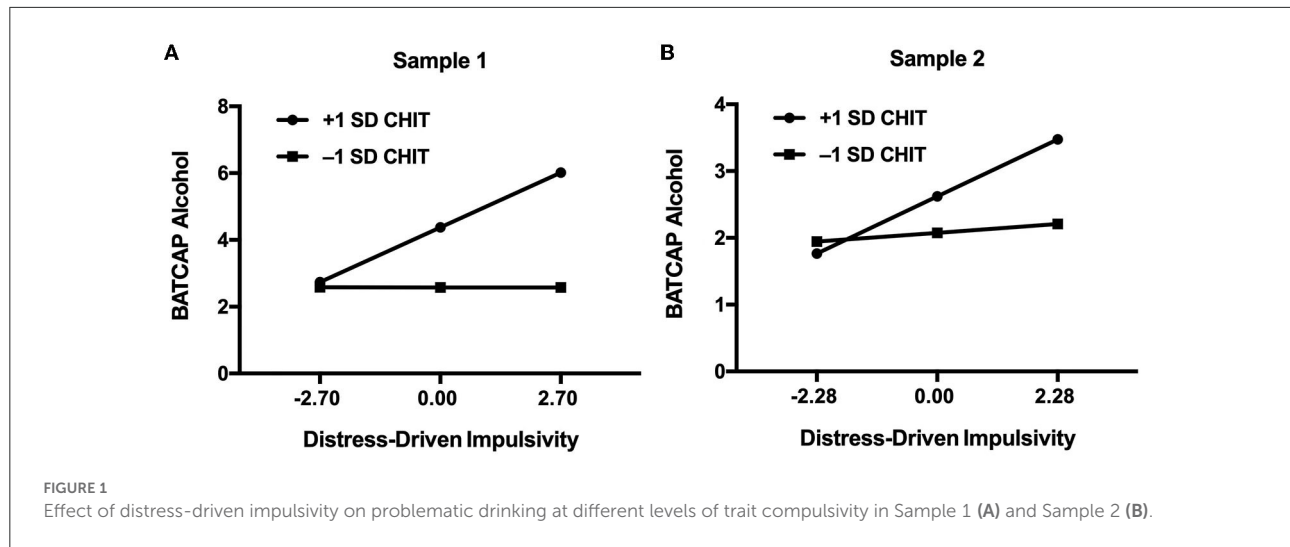 A
Sample 1
+1 SD CHIT
–1 SD CHIT
BATCAP Alcohol
8
6
4
2
0
-2.70 0.00 2.70
Distress-Driven Impulsivity
B
Sample 2
+1 SD CHIT
–1 SD CHIT
BATCAP Alcohol
4
3
2
1
0
-2.28 0.00 2.28
Distress-Driven Impulsivity
FIGURE 1
Effect of distress-driven impulsivity on problematic drinking at different levels of trait compulsivity in Sample 1 (A) and Sample 2 (B).